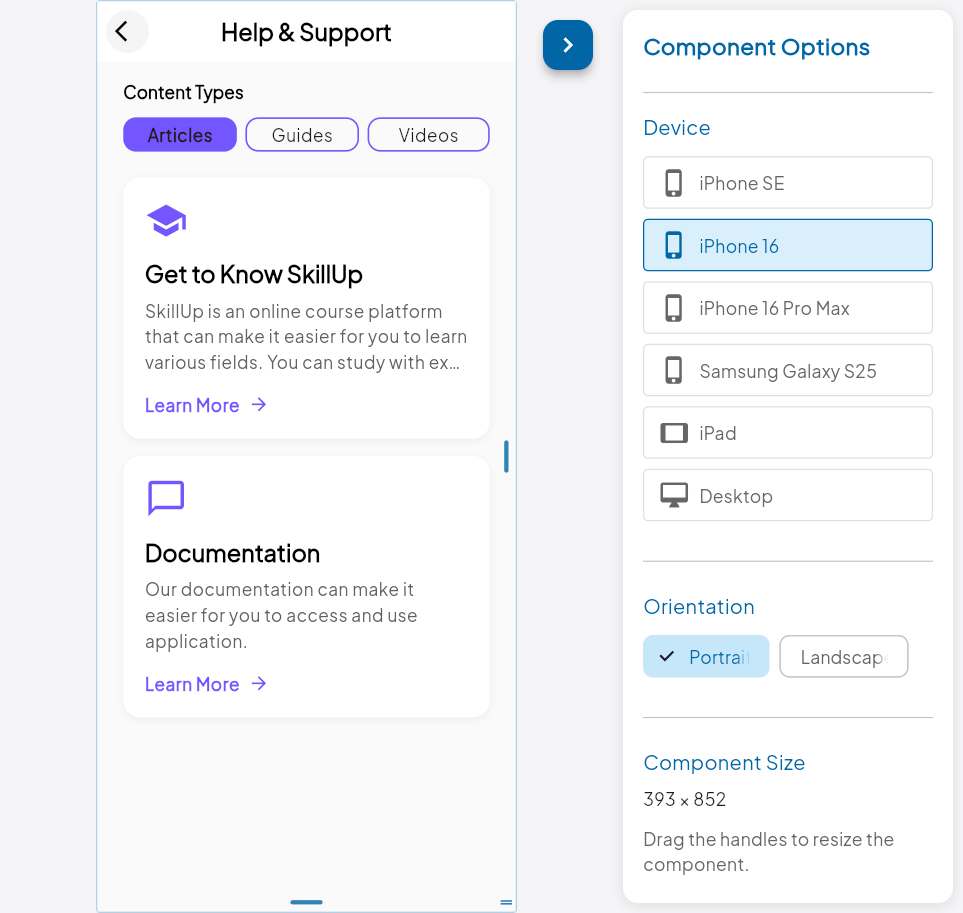 Help & Support
Content Types
Articles
Guides
Videos
Get to Know SkillUp
SkillUp is an online course platform
that can make it easier for you to learn
various fields. You can study with ex...
Learn More
Documentation
Our documentation can make it
easier for you to access and use
application.
Learn More
Component Options
Device
iPhone SE
iPhone 16
iPhone 16 Pro Max
Samsung Galaxy S25
iPad
Desktop
Orientation
Portrai
Landscap
Component Size
393 × 852
Drag the handles to resize the
component.